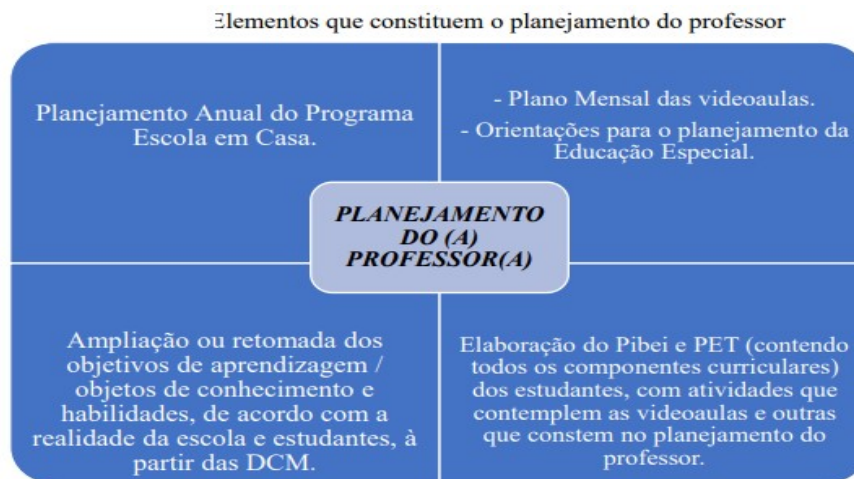 Elementos que constituem o planejamento do professor
Planejamento Anual do Programa
Escola em Casa.
- Plano Mensal das videoaulas.
- Orientações para o planejamento da
Educação Especial.
PLANEJAMENTO
DO (A)
PROFESSOR(A)
Ampliação ou retomada dos
objetivos de aprendizagem /
objetos de conhecimento e
habilidades, de acordo com a
realidade da escola e estudantes, à
partir das DCM.
Elaboração do Pibei e PET (contendo
todos os componentes curriculares)
dos estudantes, com atividades que
contemplem as videoaulas e outras
que constem no planejamento do
professor.